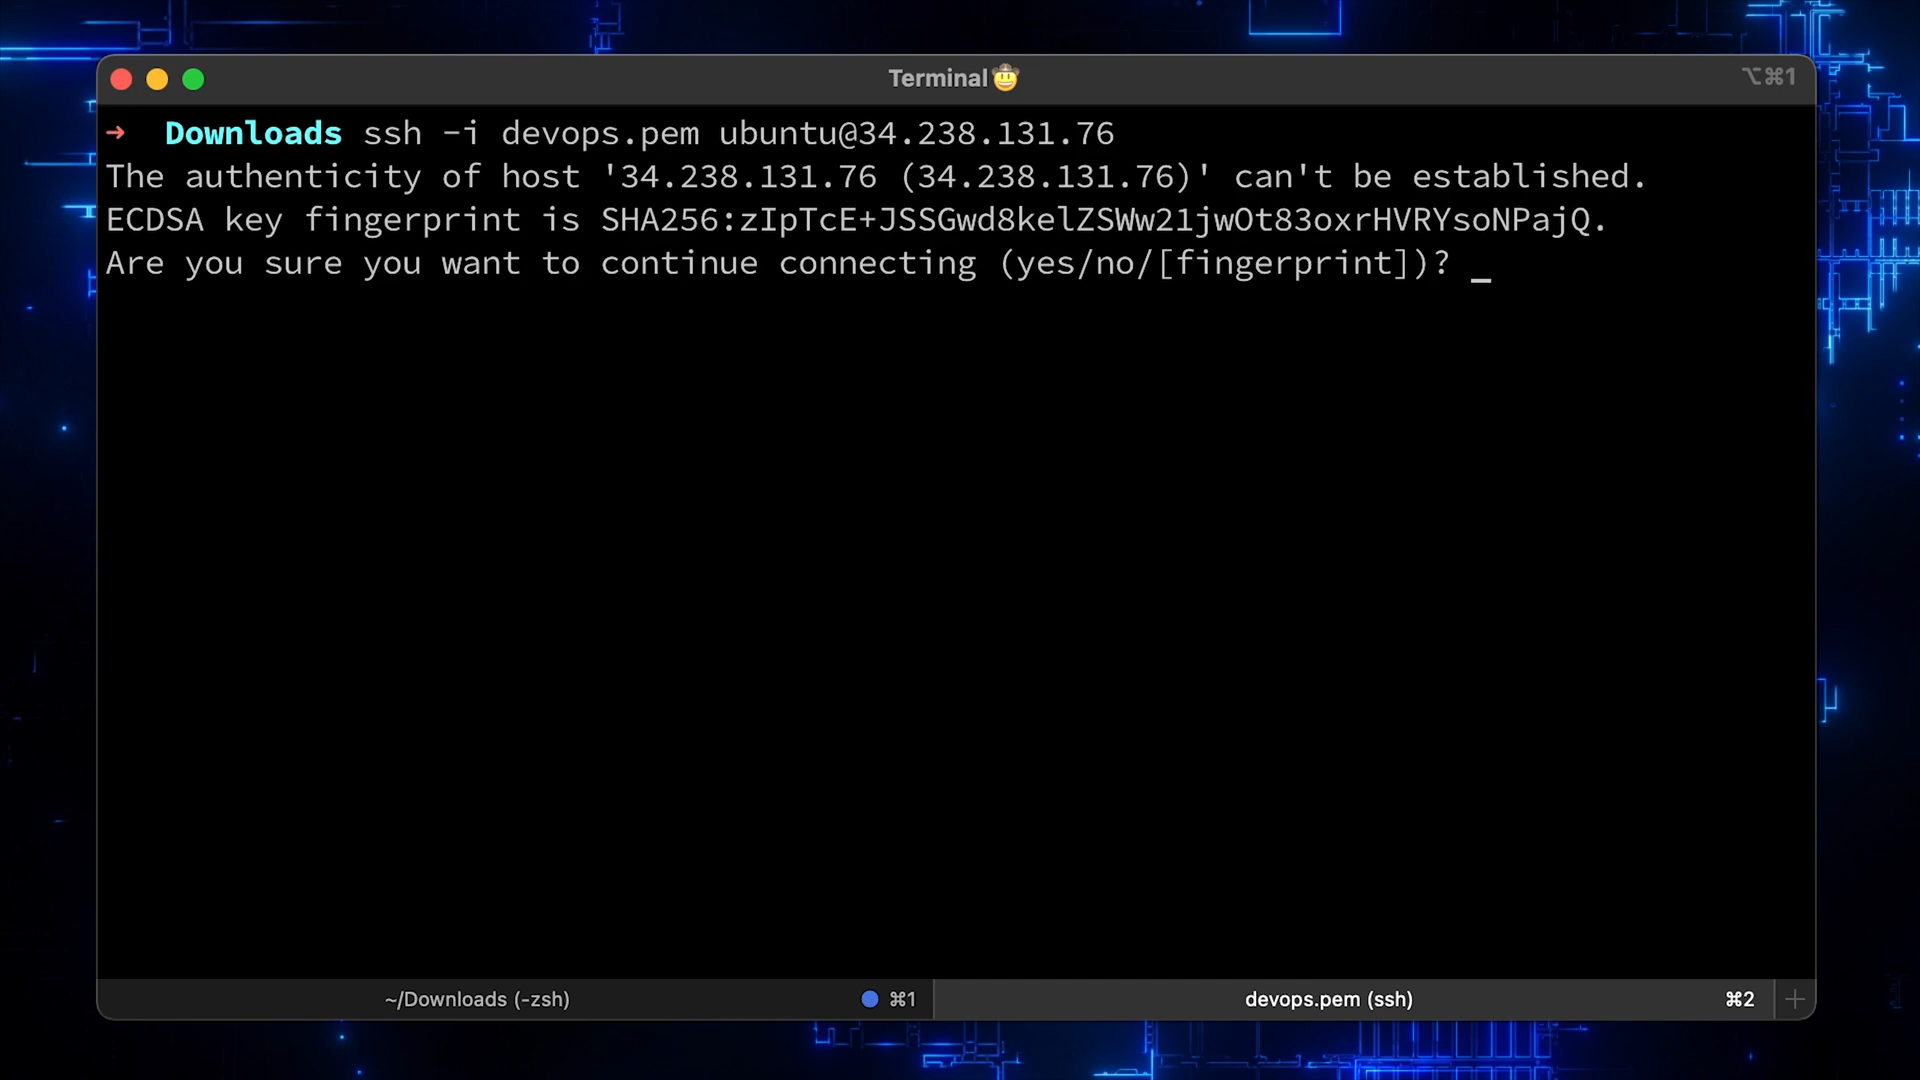 Terminal🤠 ⌥⌘1
➜ Downloads ssh -i devops.pem ubuntu@34.238.131.76
The authenticity of host '34.238.131.76 (34.238.131.76)' can't be established.
ECDSA key fingerprint is SHA256:zIpTcE+JSSGwd8kelZSWw21jwOt83oxrHVRYsoNPajQ.
Are you sure you want to continue connecting (yes/no/[fingerprint])? _
~/Downloads (-zsh) ⌘1 devops.pem (ssh) ⌘2 +